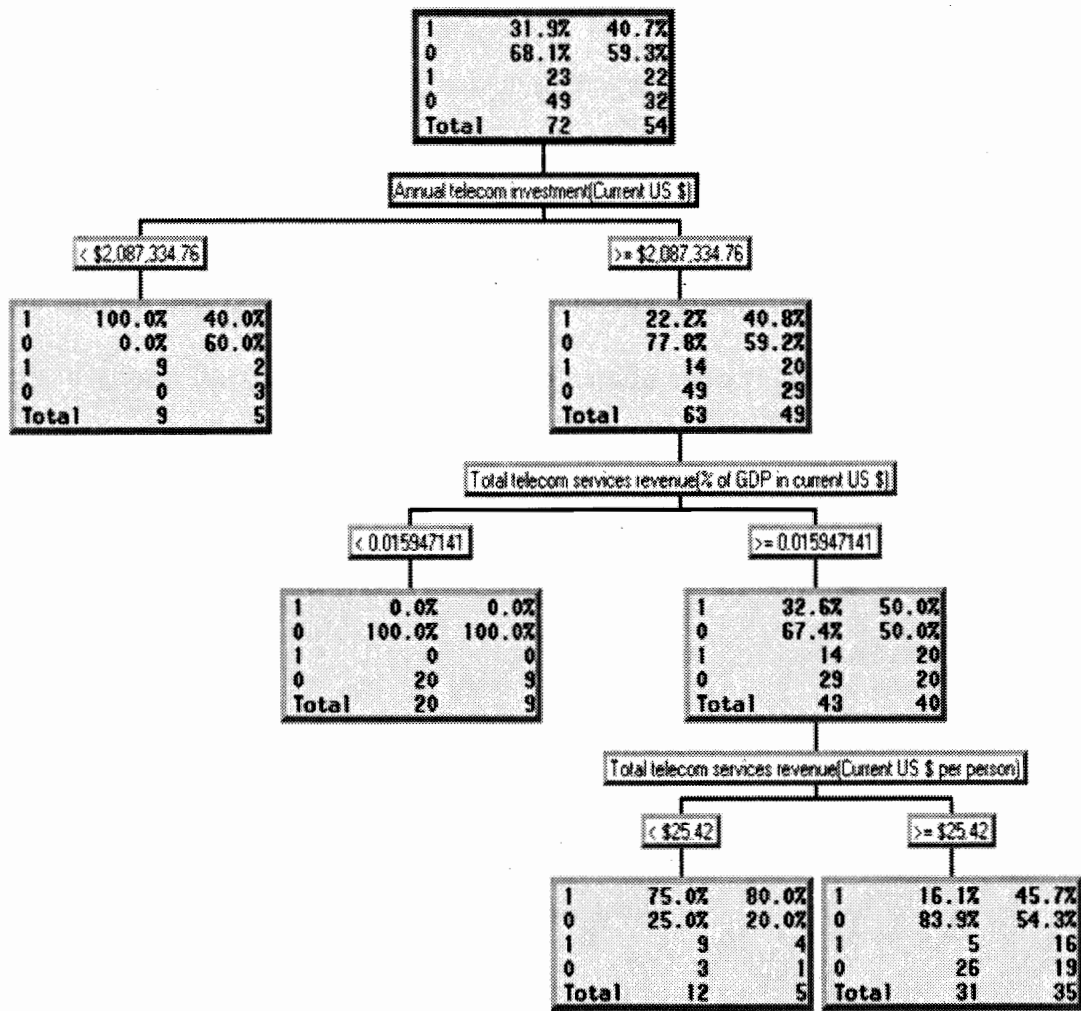 1 31.9% 40.7%
0 68.1% 59.3%
1 23 22
0 49 32
Total 72 54
Annual telecom investment(Current US $)
< $2,087,334.76
>= $2,087,334.76
1 100.0% 40.0%
0 0.0% 60.0%
1 9 2
0 0 3
Total 9 5
1 22.2% 40.8%
0 77.8% 59.2%
1 14 20
0 49 29
Total 63 49
Total telecom services revenue(% of GDP in current US $)
< 0.015947141
>= 0.015947141
1 0.0% 0.0%
0 100.0% 100.0%
1 0 0
0 20 9
Total 20 9
1 32.6% 50.0%
0 67.4% 50.0%
1 14 20
0 29 20
Total 43 40
Total telecom services revenue(Current US $ per person)
< $25.42
>= $25.42
1 75.0% 80.0%
0 25.0% 20.0%
1 9 4
0 3 1
Total 12 5
1 16.1% 45.7%
0 83.9% 54.3%
1 5 16
0 26 19
Total 31 35